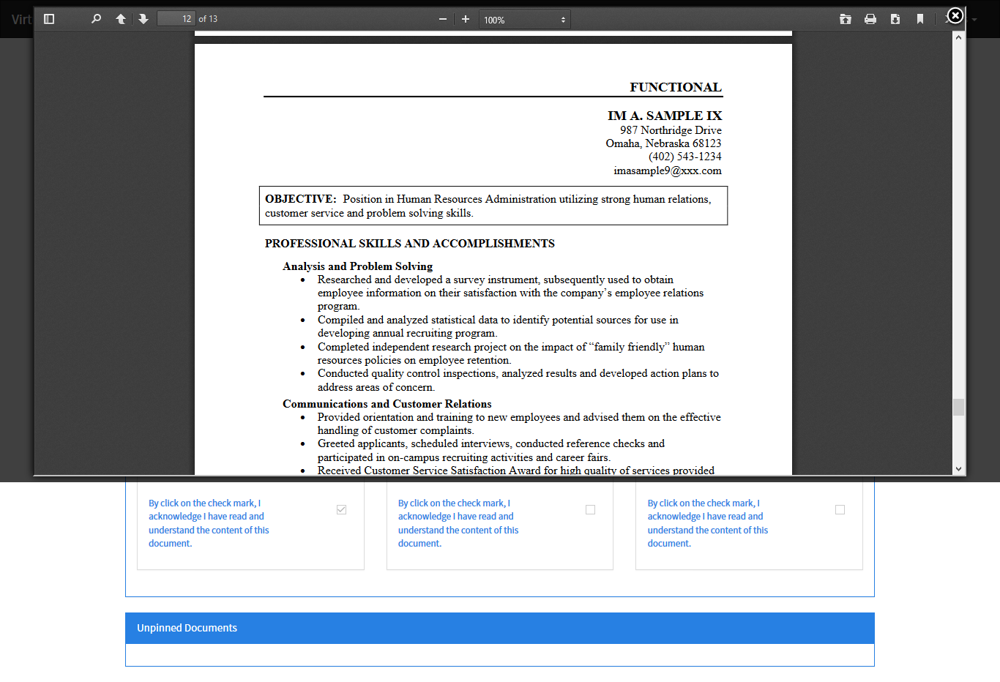 Virt
12 of 13
100%
FUNCTIONAL
IM A. SAMPLE IX
987 Northridge Drive
Omaha, Nebraska 68123
(402) 543-1234
imasample9@xxx.com
OBJECTIVE: Position in Human Resources Administration utilizing strong human relations,
customer service and problem solving skills.
PROFESSIONAL SKILLS AND ACCOMPLISHMENTS
Analysis and Problem Solving
• Researched and developed a survey instrument, subsequently used to obtain
employee information on their satisfaction with the company’s employee relations
program.
• Compiled and analyzed statistical data to identify potential sources for use in
developing annual recruiting program.
• Completed independent research project on the impact of “family friendly” human
resources policies on employee retention.
• Conducted quality control inspections, analyzed results and developed action plans to
address areas of concern.
Communications and Customer Relations
• Provided orientation and training to new employees and advised them on the effective
handling of customer complaints.
• Greeted applicants, scheduled interviews, conducted reference checks and
participated in on-campus recruiting activities and career fairs.
• Received Customer Service Satisfaction Award for high quality of services provided
By click on the check mark, I
acknowledge I have read and
understand the content of this
document.
By click on the check mark, I
acknowledge I have read and
understand the content of this
document.
By click on the check mark, I
acknowledge I have read and
understand the content of this
document.
Unpinned Documents